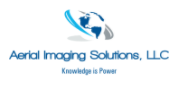 Aerial Imaging Solutions, LLC
Knowledge is Power